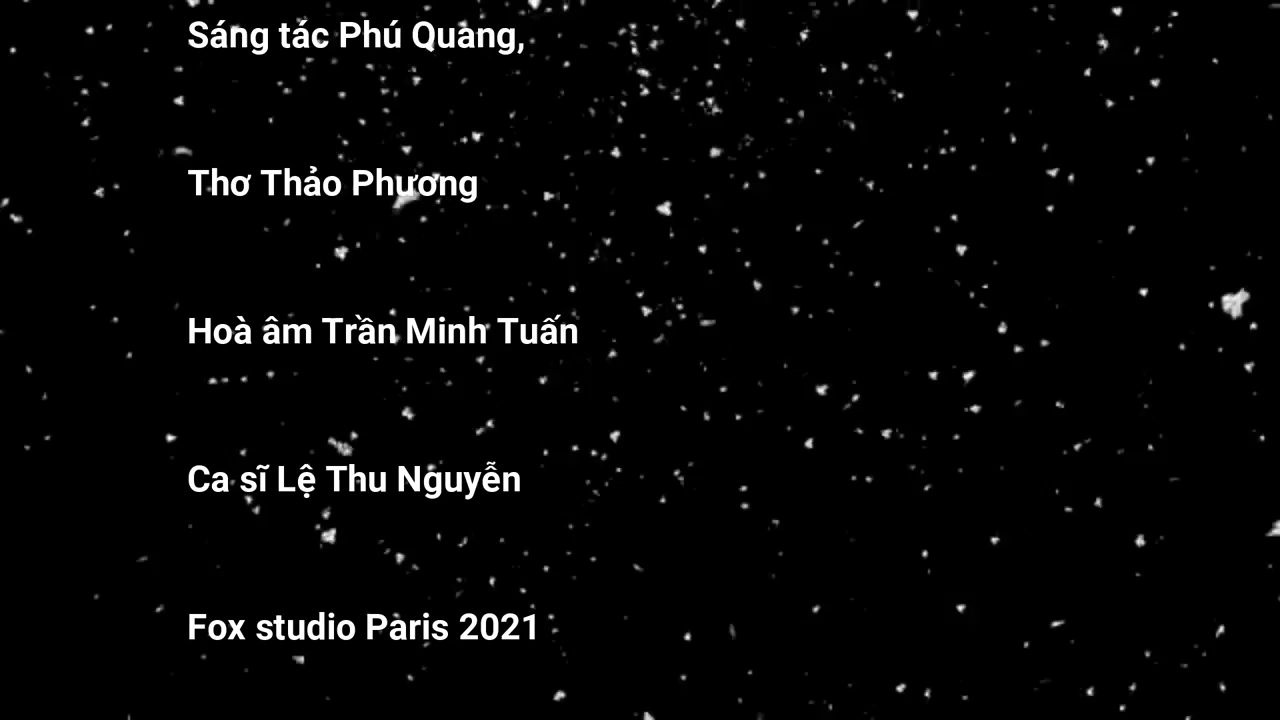 Sáng tác Phú Quang,
Thơ Thảo Phương
Hoà âm Trần Minh Tuấn
Ca sĩ Lệ Thu Nguyễn
Fox studio Paris 2021